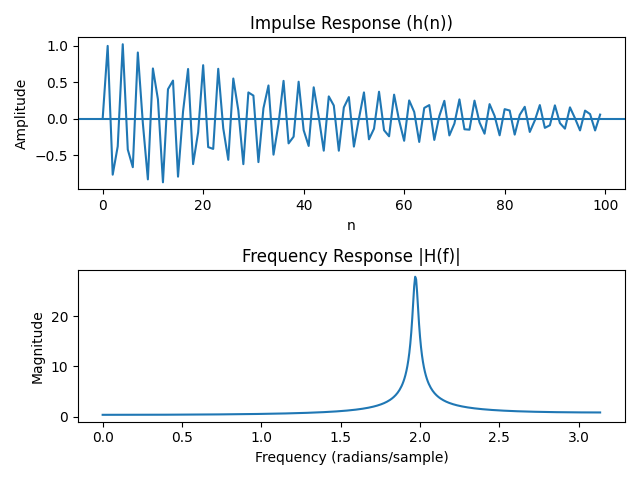 Impulse Response (h(n))
1.0
0.5
0.0
−0.5
Amplitude
0 20 40 60 80 100
n
Frequency Response |H(f)|
20
10
0
Magnitude
0.0 0.5 1.0 1.5 2.0 2.5 3.0
Frequency (radians/sample)